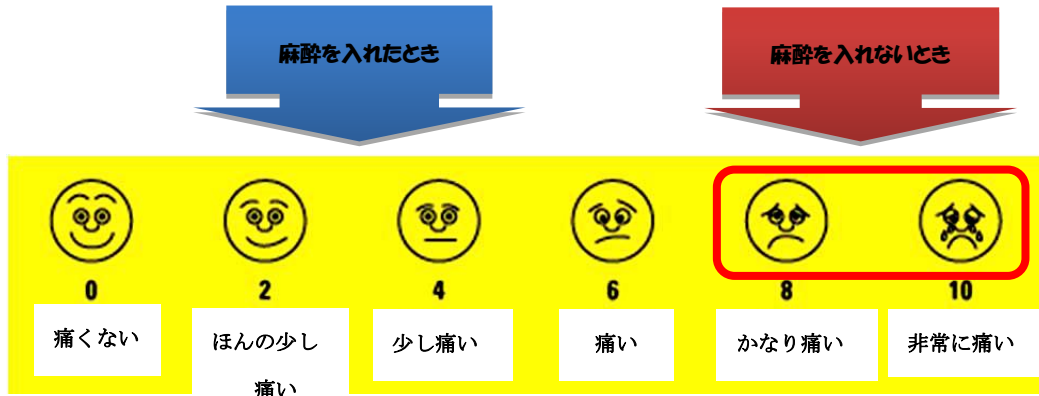 麻酔を入れたとき
麻酔を入れないとき
0
2
4
6
8
10
痛くない
ほんの少し
痛い
少し痛い
痛い
かなり痛い
非常に痛い